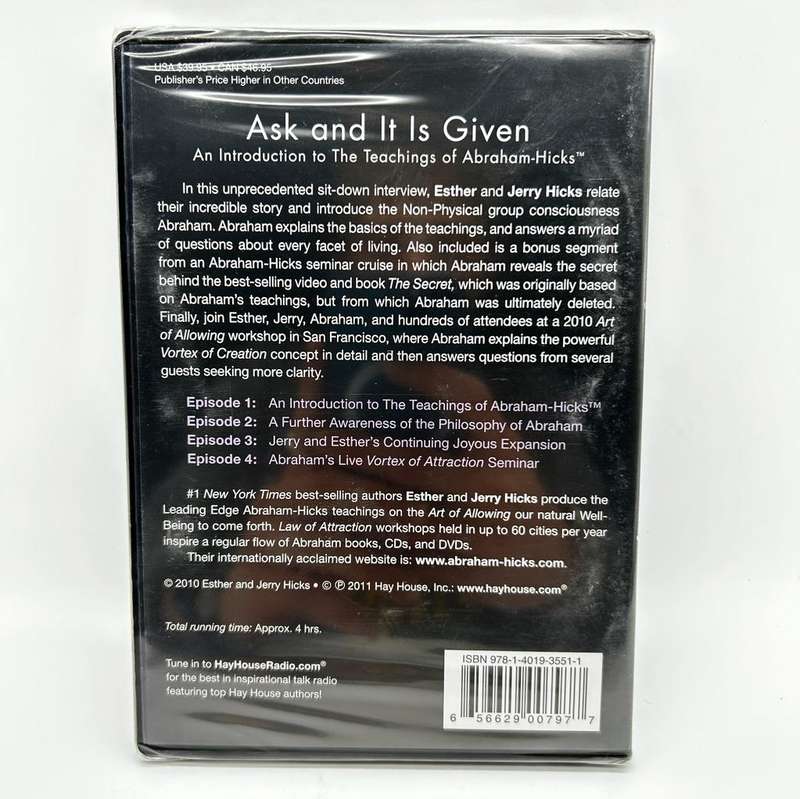 USA $39.95 • CAN $46.95
Publisher's Price Higher in Other Countries
Ask and It Is Given
An Introduction to The Teachings of Abraham-Hicks™
In this unprecedented sit-down interview, Esther and Jerry Hicks relate
their incredible story and introduce the Non-Physical group consciousness
Abraham. Abraham explains the basics of the teachings, and answers a myriad
of questions about every facet of living. Also included is a bonus segment
from an Abraham-Hicks seminar cruise in which Abraham reveals the secret
behind the best-selling video and book The Secret, which was originally based
on Abraham's teachings, but from which Abraham was ultimately deleted.
Finally, join Esther, Jerry, Abraham, and hundreds of attendees at a 2010 Art
of Allowing workshop in San Francisco, where Abraham explains the powerful
Vortex of Creation concept in detail and then answers questions from several
guests seeking more clarity.
Episode 1: An Introduction to The Teachings of Abraham-Hicks™
Episode 2: A Further Awareness of the Philosophy of Abraham
Episode 3: Jerry and Esther's Continuing Joyous Expansion
Episode 4: Abraham's Live Vortex of Attraction Seminar
#1 New York Times best-selling authors Esther and Jerry Hicks produce the
Leading Edge Abraham-Hicks teachings on the Art of Allowing our natural Well-
Being to come forth. Law of Attraction workshops held in up to 60 cities per year
inspire a regular flow of Abraham books, CDs, and DVDs.
Their internationally acclaimed website is: www.abraham-hicks.com.
© 2010 Esther and Jerry Hicks • © ℗ 2011 Hay House, Inc.: www.hayhouse.com®
Total running time: Approx. 4 hrs.
Tune in to HayHouseRadio.com®
for the best in inspirational talk radio
featuring top Hay House authors!
ISBN 978-1-4019-3551-1
6 56629 00797 7